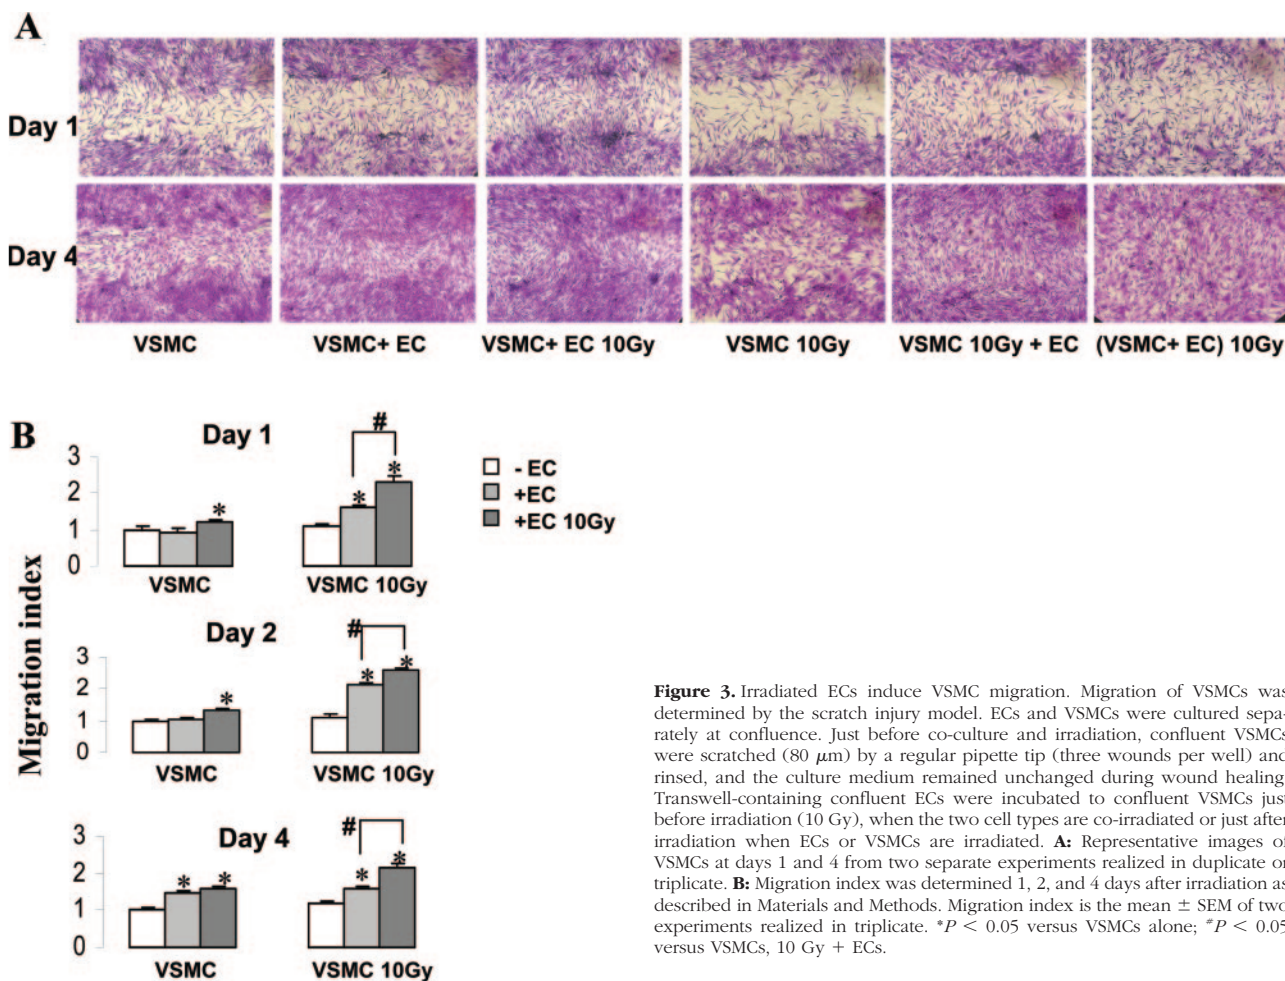 A
Day 1
Day 4
VSMC VSMC+ EC VSMC+ EC 10Gy VSMC 10Gy VSMC 10Gy + EC (VSMC+ EC) 10Gy
B
Migration index
Day 1
3
2
1
0
*
*
*
#
VSMC VSMC 10Gy
- EC
+EC
+EC 10Gy
Day 2
3
2
1
0
*
*
*
#
VSMC VSMC 10Gy
Day 4
3
2
1
0
*
*
*
*
#
VSMC VSMC 10Gy
Figure 3. Irradiated ECs induce VSMC migration. Migration of VSMCs was
determined by the scratch injury model. ECs and VSMCs were cultured sepa-
rately at confluence. Just before co-culture and irradiation, confluent VSMCs
were scratched (80 μm) by a regular pipette tip (three wounds per well) and
rinsed, and the culture medium remained unchanged during wound healing
Transwell-containing confluent ECs were incubated to confluent VSMCs just
before irradiation (10 Gy), when the two cell types are co-irradiated or just after
irradiation when ECs or VSMCs are irradiated. A: Representative images of
VSMCs at days 1 and 4 from two separate experiments realized in duplicate or
triplicate. B: Migration index was determined 1, 2, and 4 days after irradiation as
described in Materials and Methods. Migration index is the mean ± SEM of two
experiments realized in triplicate. *P < 0.05 versus VSMCs alone; #P < 0.05
versus VSMCs, 10 Gy + ECs.